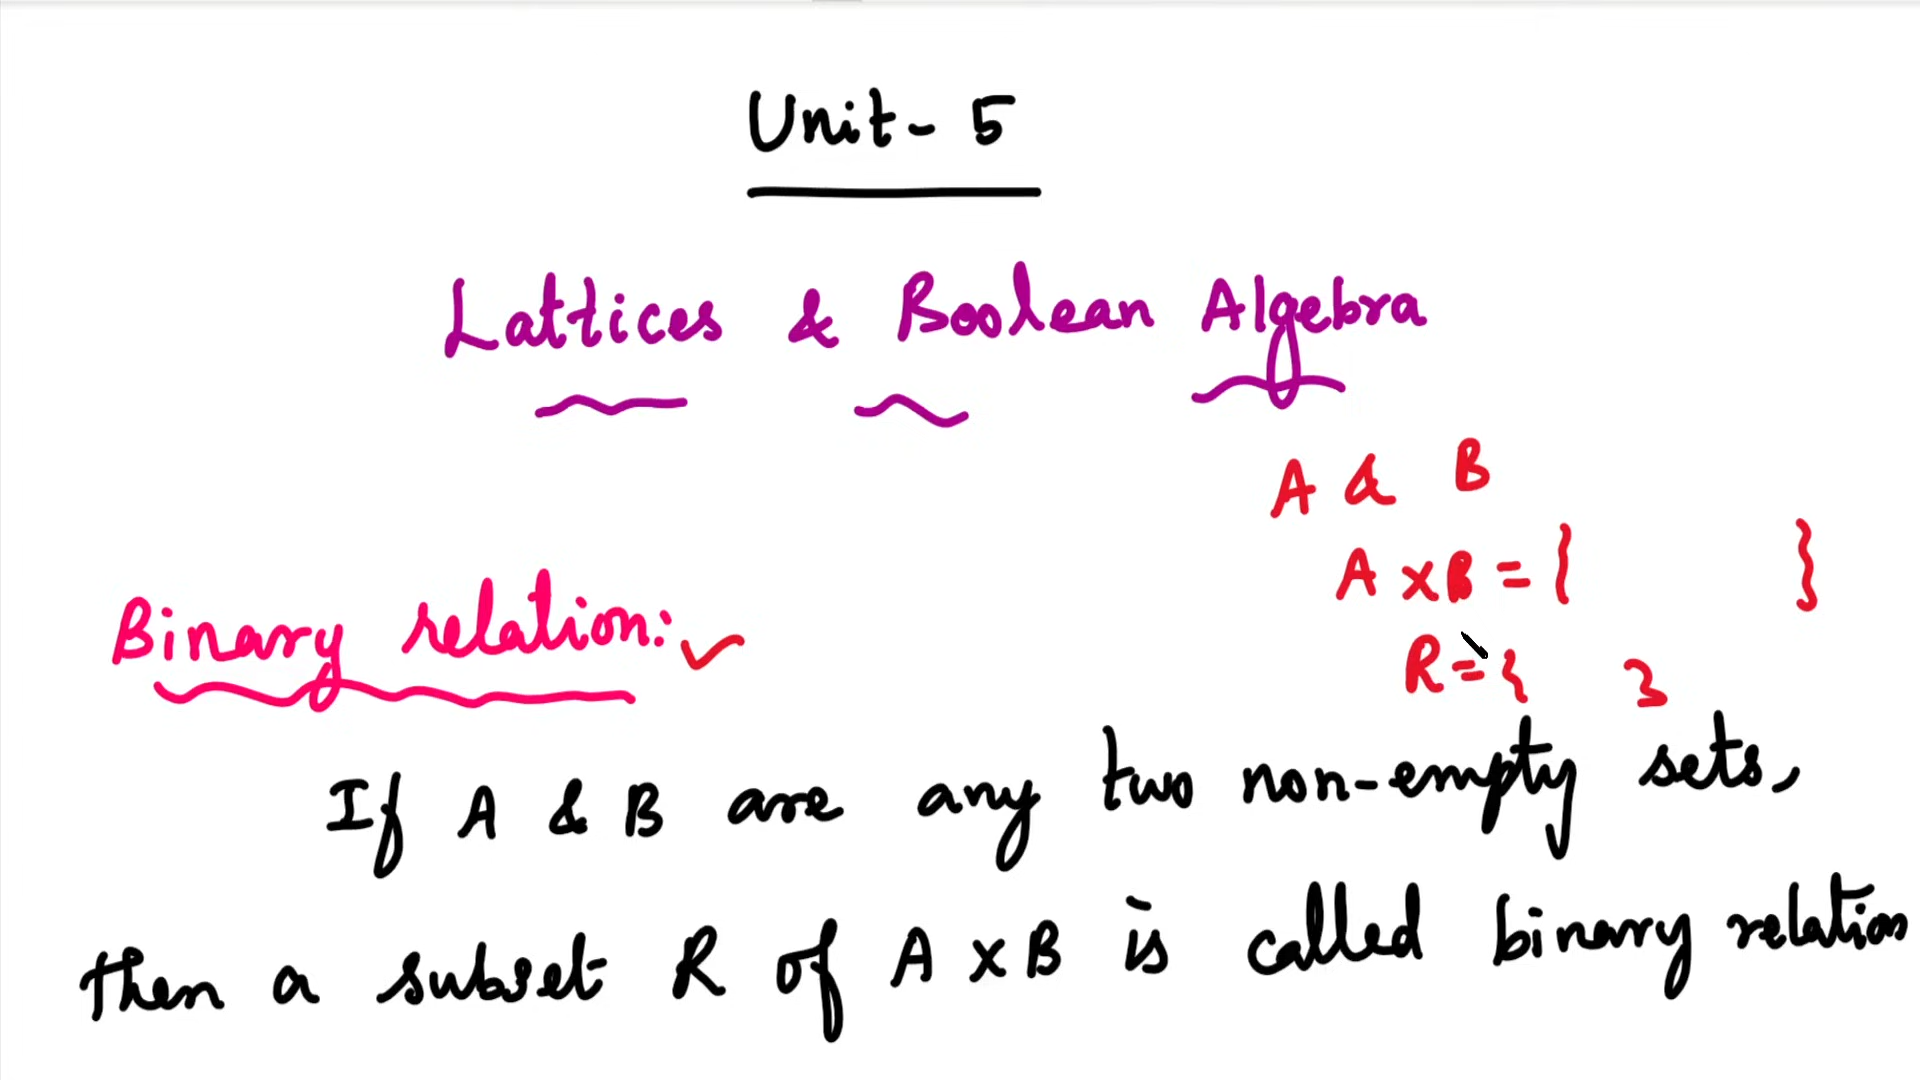 Unit - 5
Lattices & Boolean Algebra
A & B
A x B = { }
Binary relation: ✓
R = { }
If A & B are any two non-empty sets,
then a subset R of A x B is called binary relation